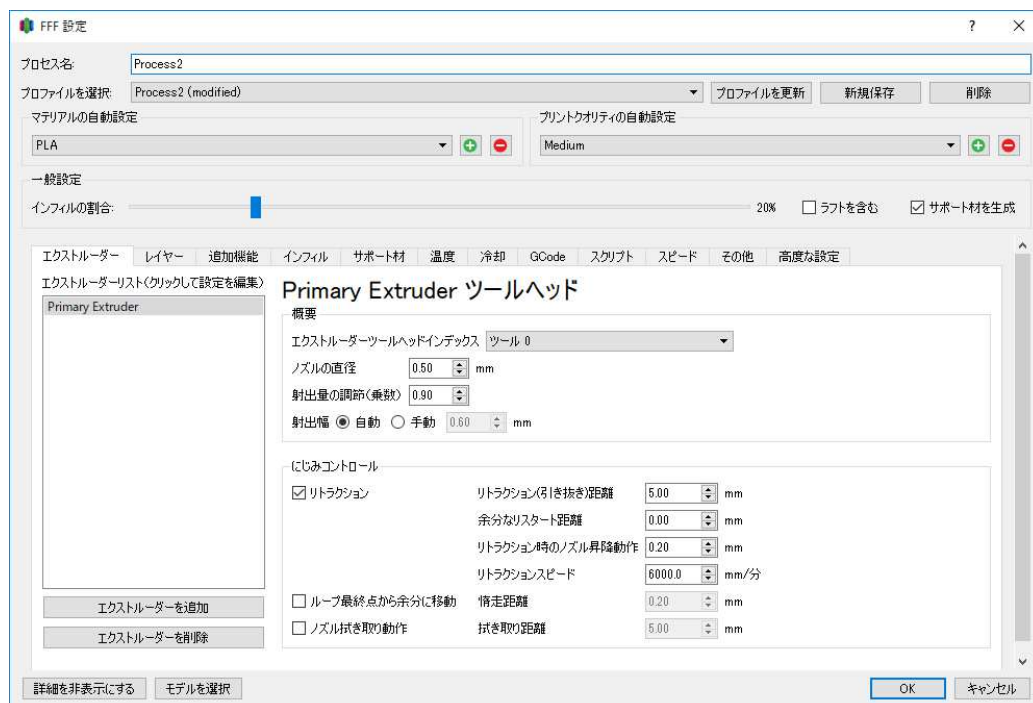 FFF 設定
プロセス名: Process2
プロファイルを選択: Process2 (modified) プロファイルを更新 新規保存 削除
マテリアルの自動設定 プリントクオリティの自動設定
PLA Medium
一般設定
インフィルの割合: 20% ラフトを含む サポート材を生成
エクストルーダー レイヤー 追加機能 インフィル サポート材 温度 冷却 GCode スクリプト スピード その他 高度な設定
エクストルーダーリスト(クリックして設定を編集) Primary Extruder ツールヘッド
Primary Extruder 概要
エクストルーダーツールヘッドインデックス ツール 0
ノズルの直径 0.50 mm
射出量の調節(乗数) 0.90
射出幅 自動 手動 0.60 mm
にじみコントロール
リトラクション リトラクション(引き抜き)距離 5.00 mm
余分なリスタート距離 0.00 mm
リトラクション時のノズル昇降動作 0.20 mm
リトラクションスピード 6000.0 mm/分
エクストルーダーを追加 ループ最終点から余分に移動 惰走距離 0.20 mm
エクストルーダーを削除 ノズル拭き取り動作 拭き取り距離 5.00 mm
詳細を非表示にする モデルを選択 OK キャンセル